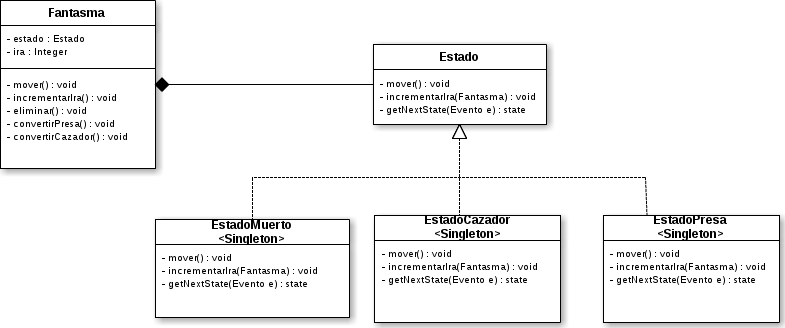 Fantasma
- estado : Estado
- ira : Integer
- mover() : void
- incrementarIra() : void
- eliminar() : void
- convertirPresa() : void
- convertirCazador() : void
Estado
- mover() : void
- incrementarIra(Fantasma) : void
- getNextState(Evento e) : state
EstadoMuerto
<Singleton>
- mover() : void
- incrementarIra(Fantasma) : void
- getNextState(Evento e) : state
EstadoCazador
<Singleton>
- mover() : void
- incrementarIra(Fantasma) : void
- getNextState(Evento e) : state
EstadoPresa
<Singleton>
- mover() : void
- incrementarIra(Fantasma) : void
- getNextState(Evento e) : state